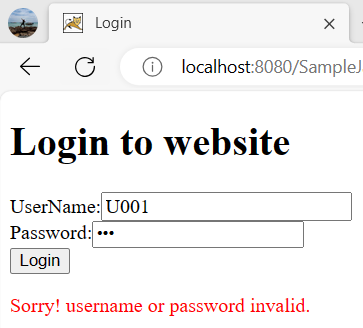 Login
localhost:8080/SampleJ
Login to website
UserName: U001
Password: •••
Login
Sorry! username or password invalid.